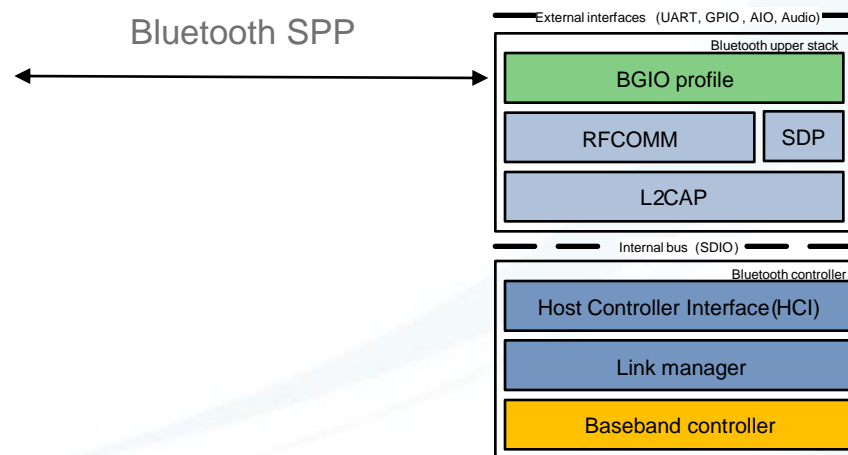 External interfaces (UART, GPIO , AIO, Audio)
Bluetooth SPP
Bluetooth upper stack
BGIO profile
RFCOMM
SDP
L2CAP
Internal bus (SDIO)
Bluetooth controller
Host Controller Interface(HCI)
Link manager
Baseband controller